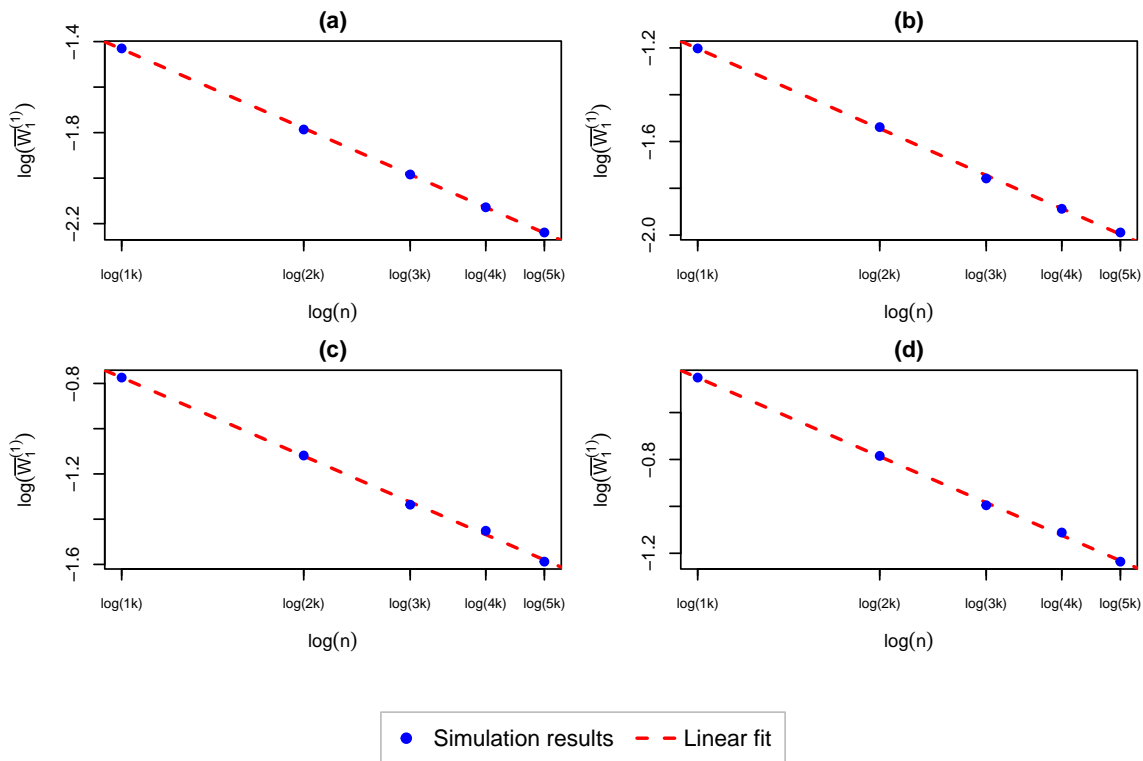 (a)
log(W̅₁⁽¹⁾)
−1.4
−1.8
−2.2
log(1k) log(2k) log(3k) log(4k) log(5k)
log(n)
(b)
log(W̅₁⁽¹⁾)
−1.2
−1.6
−2.0
log(1k) log(2k) log(3k) log(4k) log(5k)
log(n)
(c)
log(W̅₁⁽¹⁾)
−0.8
−1.2
−1.6
log(1k) log(2k) log(3k) log(4k) log(5k)
log(n)
(d)
log(W̅₁⁽¹⁾)
−0.8
−1.2
log(1k) log(2k) log(3k) log(4k) log(5k)
log(n)
Simulation results Linear fit